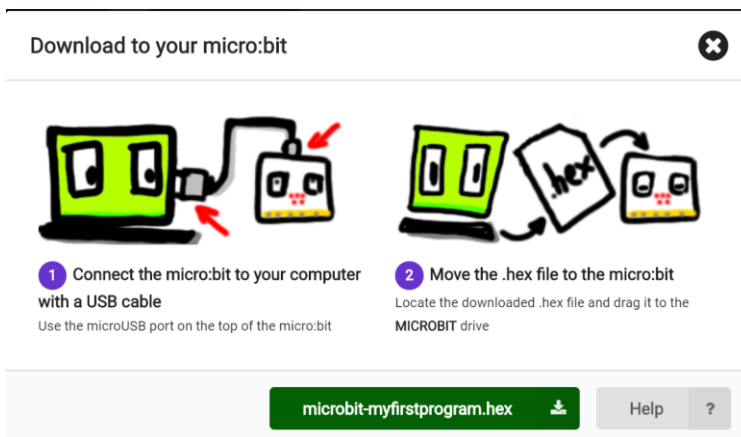 Download to your micro:bit
.hex
1 Connect the micro:bit to your computer
with a USB cable
Use the microUSB port on the top of the micro:bit
2 Move the .hex file to the micro:bit
Locate the downloaded .hex file and drag it to the
MICROBIT drive
microbit-myfirstprogram.hex
Help ?